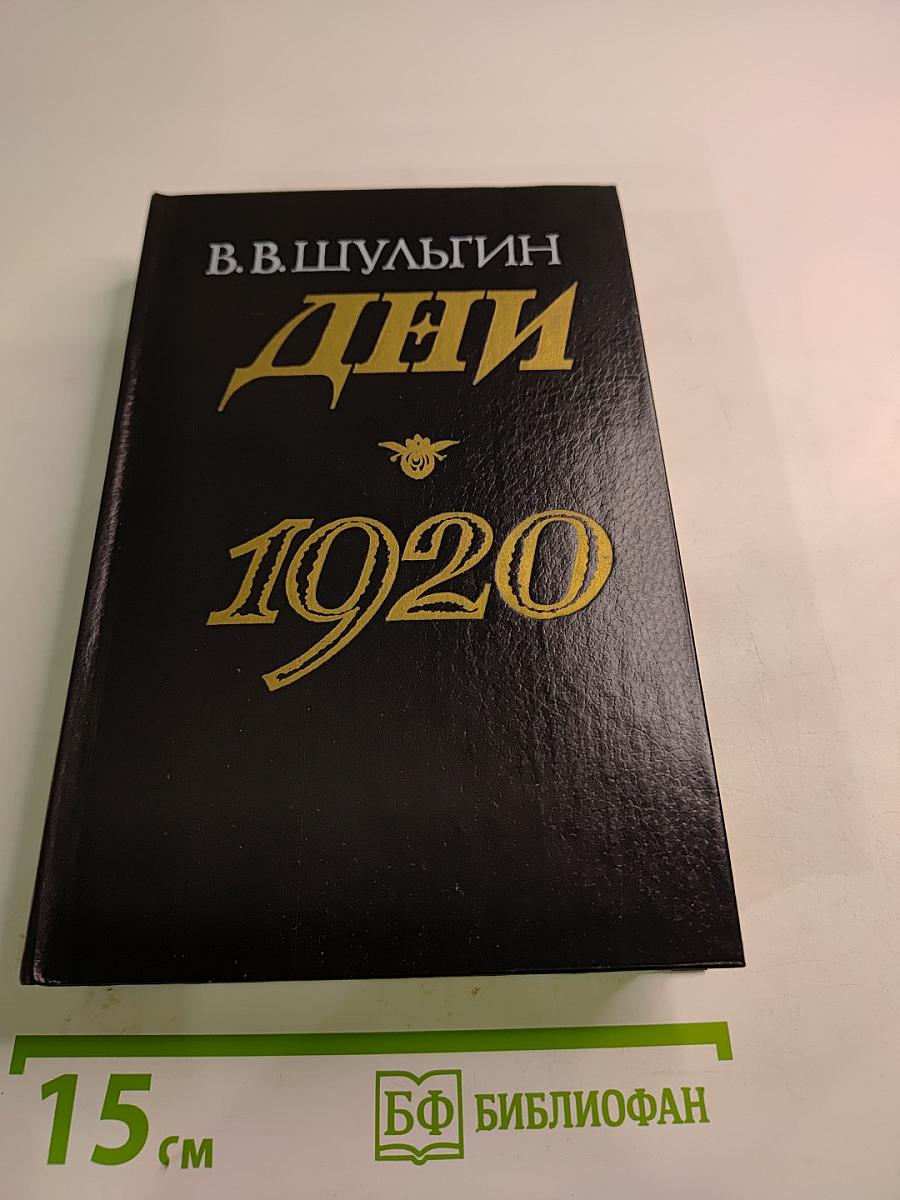 В. В. ШУЛЬГИН
ДНИ
1920
15 см
БФ БИБЛИОФАН